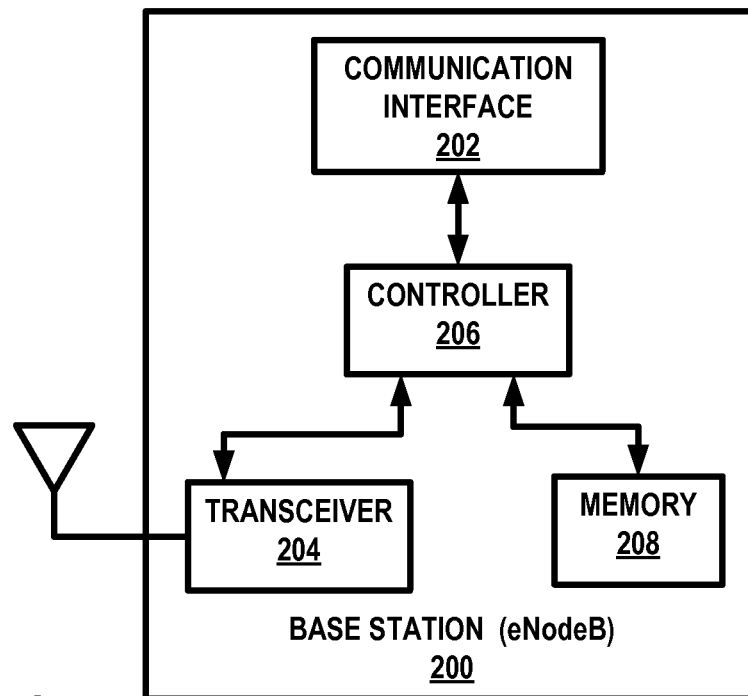 COMMUNICATION
INTERFACE
202
CONTROLLER
206
TRANSCEIVER
204
MEMORY
208
BASE STATION (eNodeB)
200